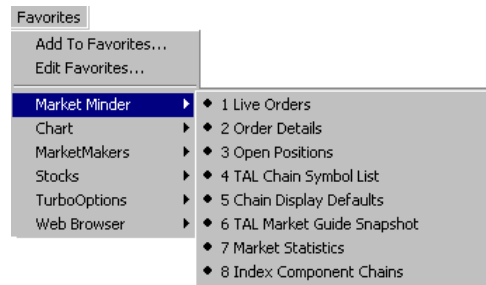 Favorites
Add To Favorites...
Edit Favorites...
Market Minder
Chart
MarketMakers
Stocks
TurboOptions
Web Browser
1 Live Orders
2 Order Details
3 Open Positions
4 TAL Chain Symbol List
5 Chain Display Defaults
6 TAL Market Guide Snapshot
7 Market Statistics
8 Index Component Chains